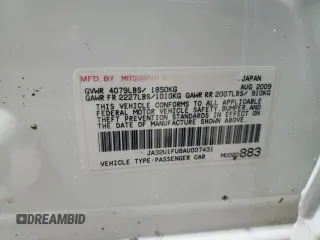 MFD. BY MITSUBISHI
JAPAN
AUG 2009
GVWR 4079LBS/ 1850KG
GAWR FR 2227LBS/1010KG GAWR RR 2007LBS/ 910KG
THIS VEHICLE CONFORMS TO ALL APPLICABLE
FEDERAL MOTOR VEHICLE SAFETY, BUMPER, AND
THEFT PREVENTION STANDARDS IN EFFECT ON
THE DATE OF MANUFACTURE SHOWN ABOVE.
JA32U1FU8AU007431
VEHICLE TYPE:PASSENGER CAR
883
DREAMBID